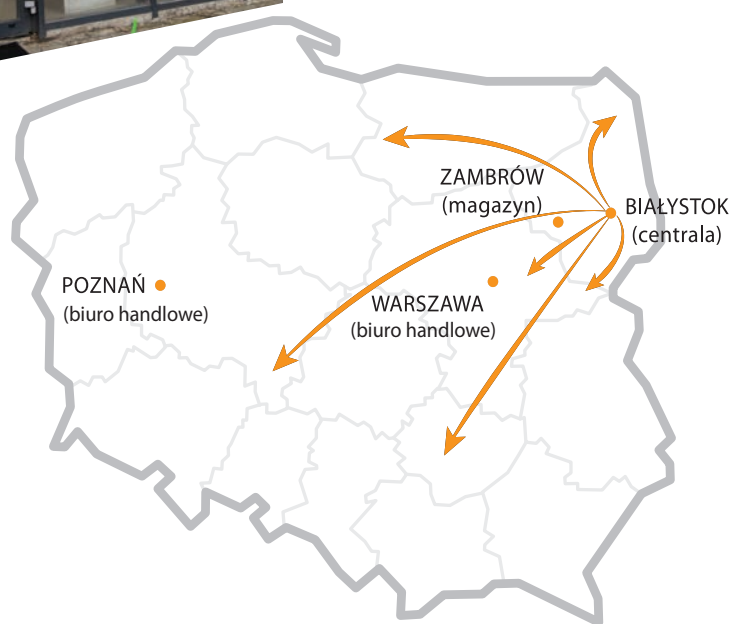 ZAMBRÓW
(magazyn)
BIAŁYSTOK
(centrala)
POZNAŃ
(biuro handlowe)
WARSZAWA
(biuro handlowe)